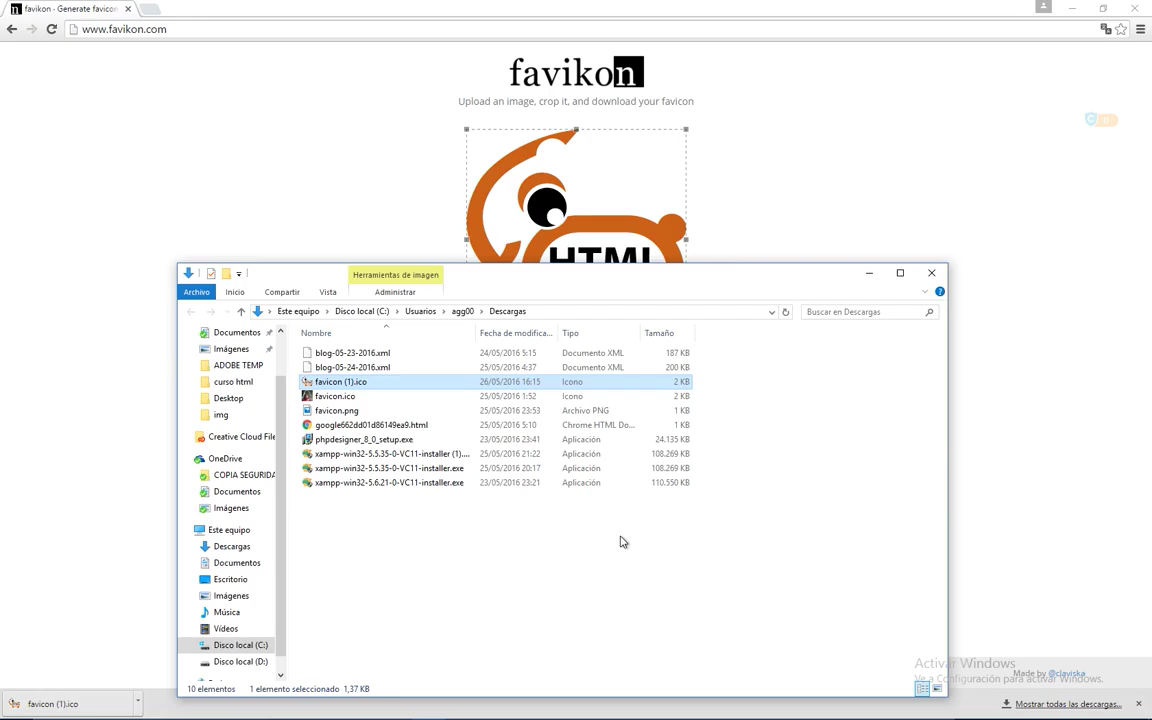 favikon - Generate favicon
www.favikon.com
favikon
Upload an image, crop it, and download your favicon
HTML
Herramientas de imagen
Archivo Inicio Compartir Vista Administrar
Este equipo Disco local (C:) Usuarios agg00 Descargas
Buscar en Descargas
Nombre Fecha de modifica... Tipo Tamaño
blog-05-23-2016.xml 24/05/2016 5:15 Documento XML 187 KB
blog-05-24-2016.xml 25/05/2016 4:37 Documento XML 200 KB
favicon (1).ico 26/05/2016 16:15 Icono 2 KB
favicon.ico 25/05/2016 1:52 Icono 2 KB
favicon.png 25/05/2016 23:53 Archivo PNG 1 KB
google662dd01d86149ea9.html 25/05/2016 5:10 Chrome HTML Do... 1 KB
phpdesigner_8_0_setup.exe 23/05/2016 23:41 Aplicación 24.135 KB
xampp-win32-5.5.35-0-VC11-installer (1).... 25/05/2016 21:22 Aplicación 108.269 KB
xampp-win32-5.5.35-0-VC11-installer.exe 25/05/2016 20:17 Aplicación 108.269 KB
xampp-win32-5.6.21-0-VC11-installer.exe 23/05/2016 23:21 Aplicación 110.550 KB
Documentos
Imágenes
ADOBE TEMP
curso html
Desktop
img
Creative Cloud File
OneDrive
COPIA SEGURIDA
Documentos
Imágenes
Este equipo
Descargas
Documentos
Escritorio
Imágenes
Música
Vídeos
Disco local (C:)
Disco local (D:)
10 elementos 1 elemento seleccionado 1,37 KB
Activar Windows
Ve a Configuración para activar Windows.
Made by @claviska
favicon (1).ico
Mostrar todas las descargas...